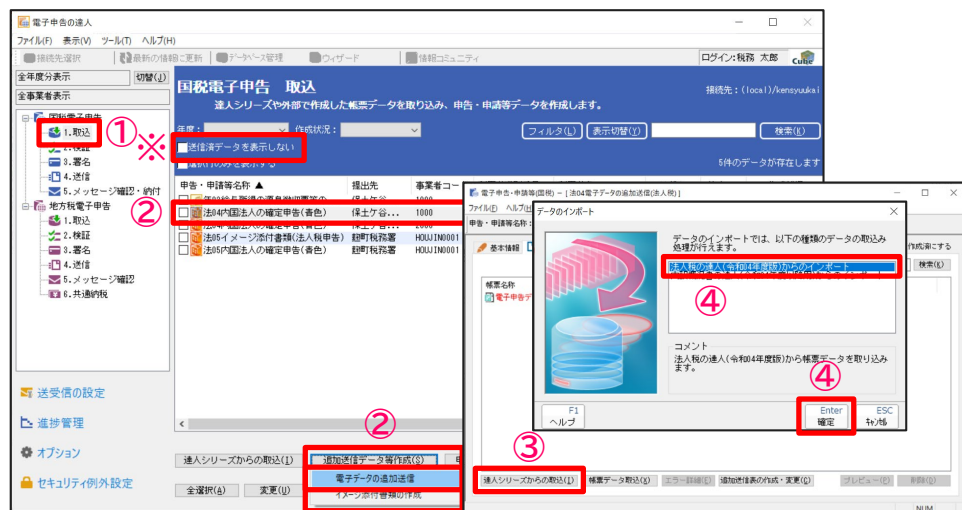 電子申告の達人
ファイル(F) 表示(V) ツール(T) ヘルプ(H)
接続先選択 最新の情報に更新 データベース管理 ウィザード 情報コミュニティ ログイン:税務 太郎 Cube
全年度分表示 切替(J)
全事業者表示
国税電子申告
1.取込
①
2.検証
3.署名
4.送信
5.メッセージ確認・納付
地方税電子申告
1.取込
2.検証
3.署名
4.送信
5.メッセージ確認
6.共通納税
送受信の設定
進捗管理
オプション
セキュリティ例外設定
国税電子申告 取込
接続先:(local)/kensyuukai
達人シリーズや外部で作成した帳票データを取り込み、申告・申請等データを作成します。
年度: 作成状況: フィルタ(L) 表示切替(Y) 検索(K)
※
送信済データを表示しない
選択行のみを表示する
5件のデータが存在します
申告・申請等名称 ▲ 提出先 事業者コー
保土ケ谷... 1000
②
法04内国法人の確定申告(青色) 保土ケ谷... 1000
法05イメージ添付書類(法人税申告) 麹町税務署 HOUJIN0001
法05内国法人の確定申告(青色) 麹町税務署 HOUJIN0001
②
達人シリーズからの取込(I) 追加送信データ等作成(S)
電子データの追加送信
イメージ添付書類の作成
全選択(A) 変更(U)
電子申告・申請等(国税) - [法04電子データの追加送信(法人税)]
ファイル(F) ヘルプ(H)
申告・申請等名称:
基本情報
作成済にする
検索(K)
帳票名称
電子申告デ
データのインポート
データのインポートでは、以下の種類のデータの取込み
処理が行えます。
法人税の達人(令和04年度版)からのインポート
④
コメント
法人税の達人(令和04年度版)から帳票データを取り込み
ます。
④
F1
ヘルプ
Enter
確定
ESC
キャンセル
③
達人シリーズからの取込(I) 帳票データ取込(X) エラー詳細(E) 追加送信表の作成・変更(C) プレビュー(P) 削除(D)
NUM